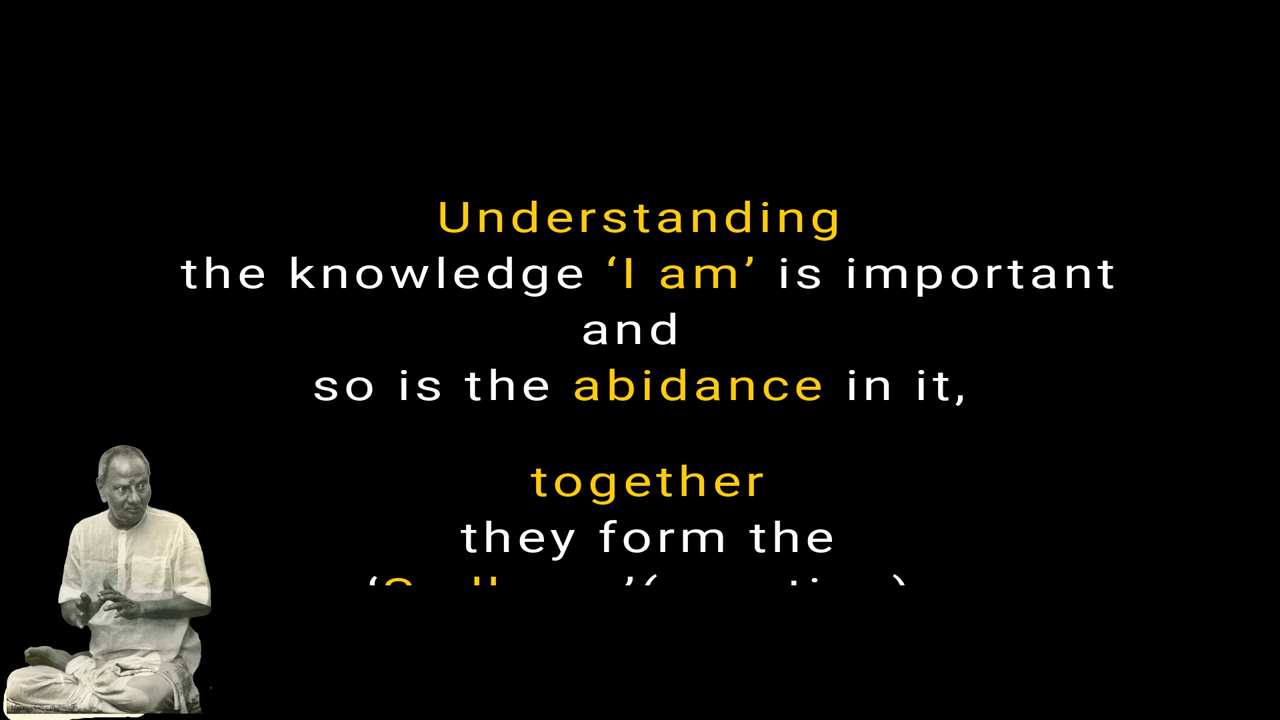 Understanding
the knowledge ‘I am’ is important
and
so is the abidance in it,
together
they form the